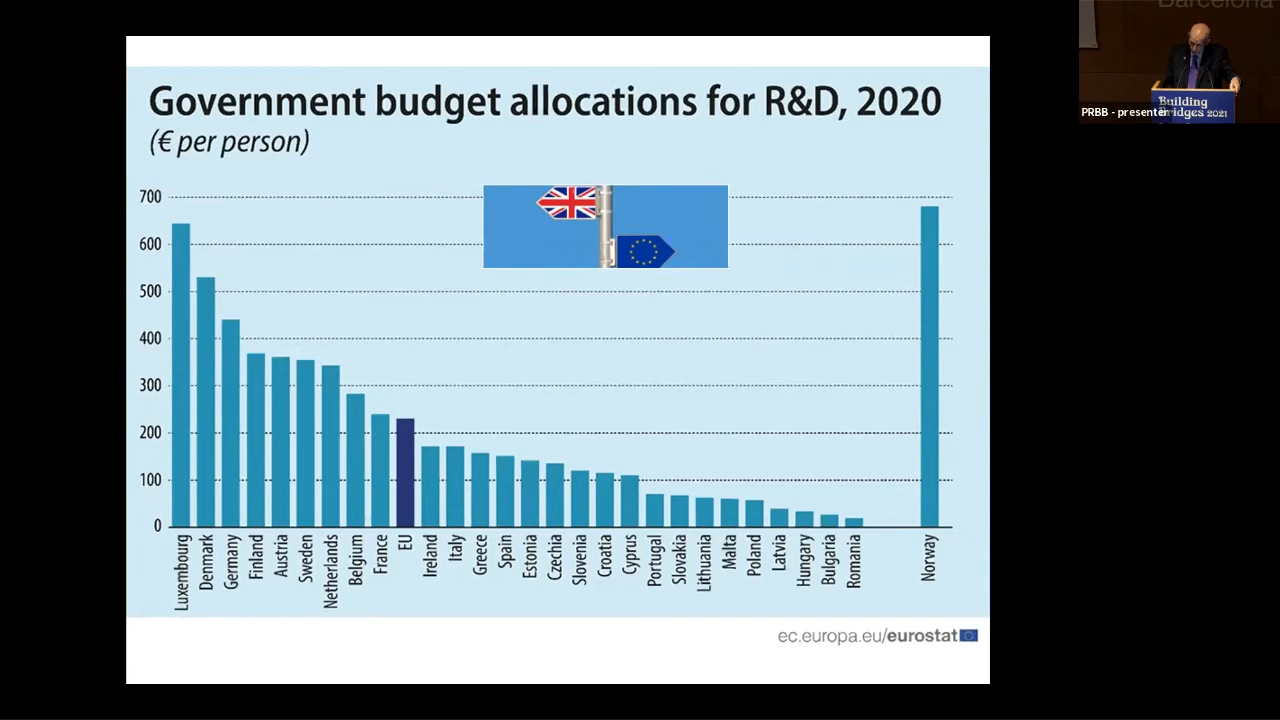 Barcelona
Building
Bridges 2021
PRBB - presenter
Government budget allocations for R&D, 2020
(€ per person)
700
600
500
400
300
200
100
0
Luxembourg
Denmark
Germany
Finland
Austria
Sweden
Netherlands
Belgium
France
EU
Ireland
Italy
Greece
Spain
Estonia
Czechia
Slovenia
Croatia
Cyprus
Portugal
Slovakia
Lithuania
Malta
Poland
Latvia
Hungary
Bulgaria
Romania
Norway
ec.europa.eu/eurostat